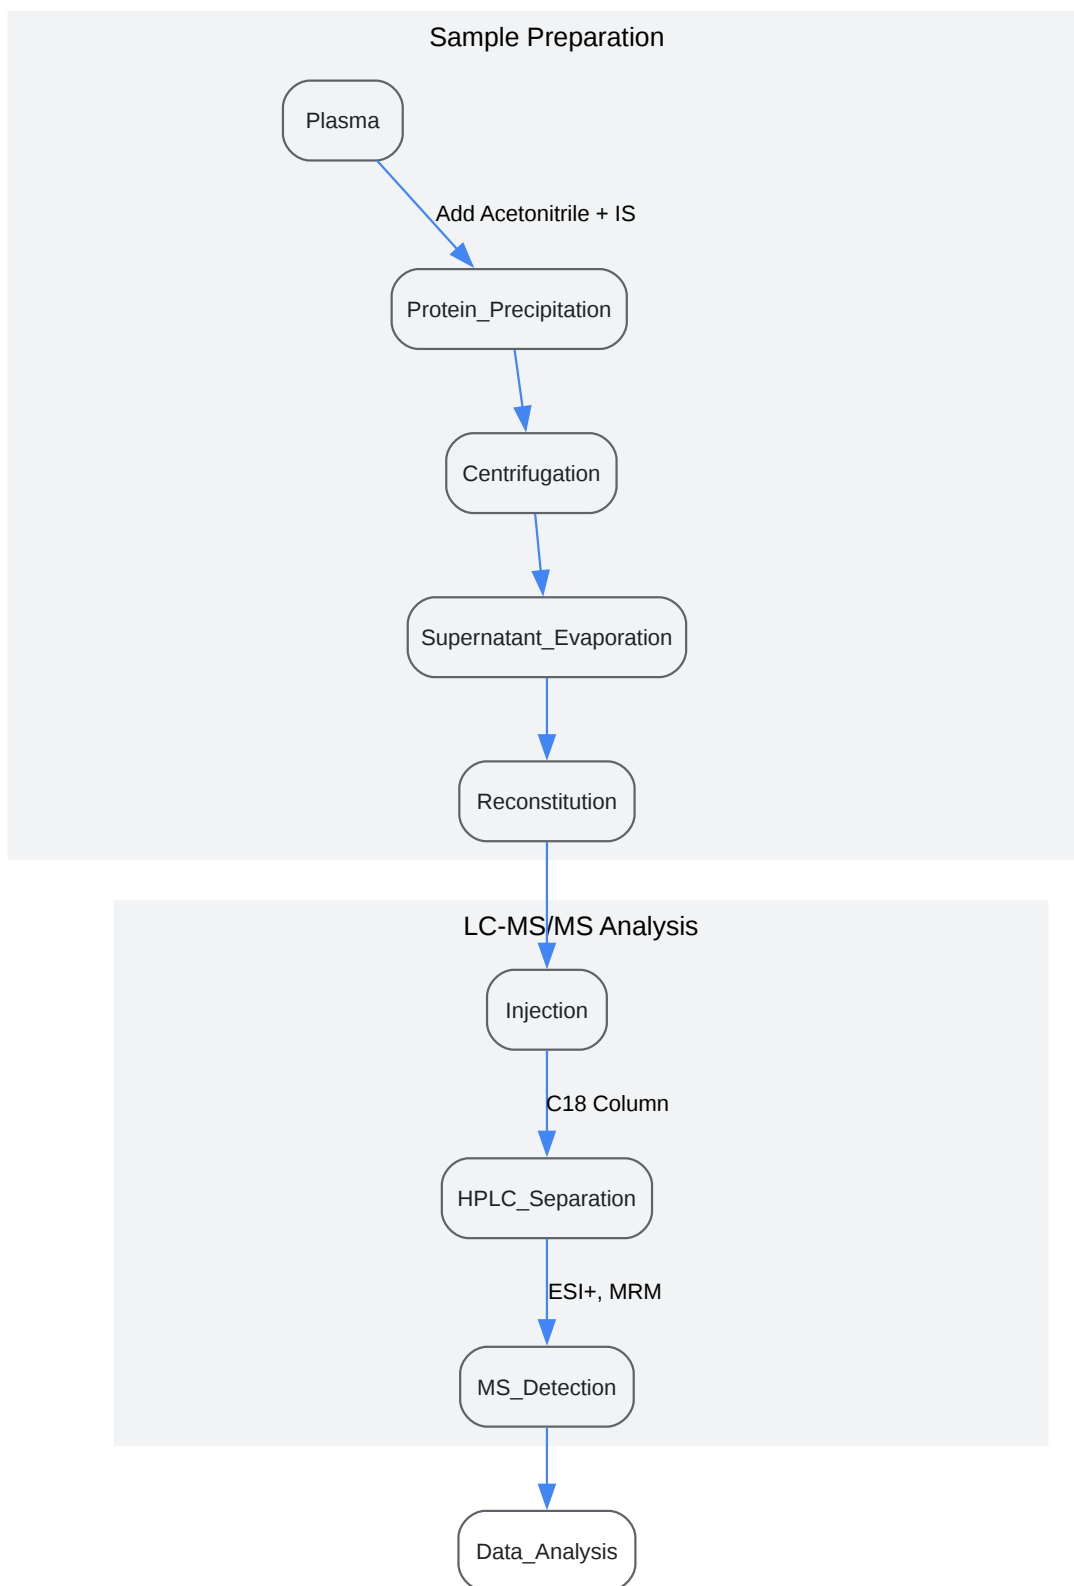 Sample Preparation
Plasma
Add Acetonitrile + IS
Protein_Precipitation
Centrifugation
Supernatant_Evaporation
Reconstitution
LC-MS/MS Analysis
Injection
C18 Column
HPLC_Separation
ESI+, MRM
MS_Detection
Data_Analysis